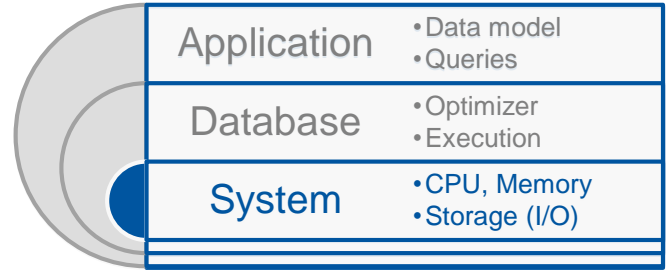 Application
•Data model
•Queries
Database
•Optimizer
•Execution
System
•CPU, Memory
•Storage (I/O)